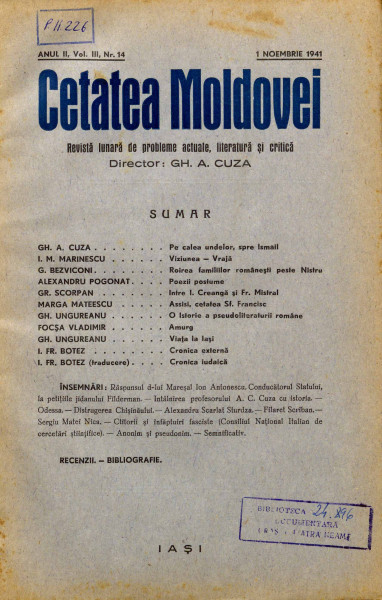 P II. 226
ANUL II, Vol. III, Nr. 14 1 NOEMBRIE 1941
Cetatea Moldovei
Revistă lunară de probleme actuale, literatură și critică
Director: GH. A. CUZA
SUMAR
GH. A. CUZA . . . . . . . . Pe calea undelor, spre Ismail
I. M. MARINESCU . . . . . . Viziunea — Vrajă
G. BEZVICONI . . . . . . . . Roirea familiilor românești peste Nistru
ALEXANDRU POGONAT . . . . Poezii postume
GR. SCORPAN . . . . . . . Intre I. Creangă și Fr. Mistral
MARGA MATEESCU . . . . . Assisi, cetatea Sf. Francisc
GH. UNGUREANU . . . . . . O istorie a pseudoliteraturii române
FOCȘA VLADIMIR . . . . . . Amurg
GH. UNGUREANU . . . . . . Viața la Iași
I. FR. BOTEZ . . . . . . . Cronica externă
I. FR. BOTEZ (traducere) . . . . Cronica iudaică
ÎNSEMNĂRI: Răspunsul d-lui Mareșal Ion Antonescu, Conducătorul Statului,
la petițiile jidanului Filderman. — Întâlnirea profesorului A. C. Cuza cu istoria. —
Odessa. — Distrugerea Chișinăului. — Alexandru Scarlat Sturdza. — Filaret Scriban. —
Sergiu Matei Nica. — Ctitorii și înfăptuiri fasciste (Consiliul Național Italian de
cercetări științifice). — Anonim și pseudonim. — Semnificativ.
RECENZII. — BIBLIOGRAFIE.
BIBLIOTECA 24.896
DOCUMENTARA
PIATRA NEAMȚ
IAȘI